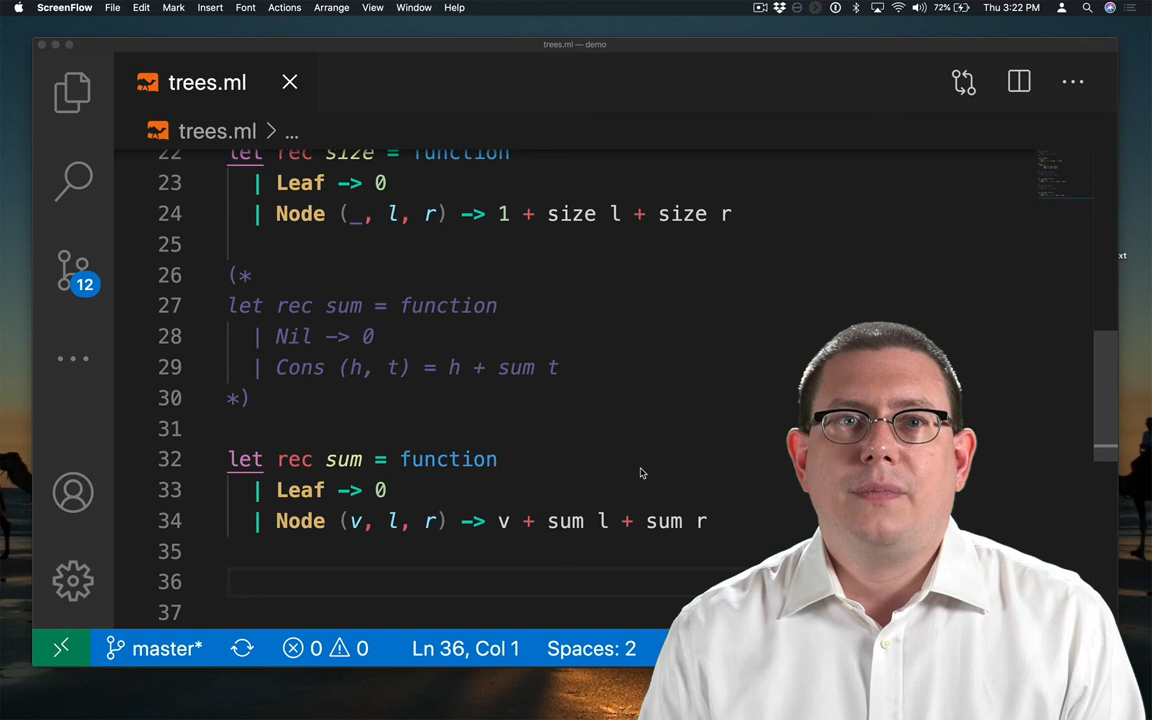 ScreenFlow File Edit Mark Insert Font Actions Arrange View Window Help 72% Thu 3:22 PM
trees.ml — demo
trees.ml
trees.ml > ...
22 let rec size = function
23 | Leaf -> 0
24 | Node (_, l, r) -> 1 + size l + size r
25
xt
26 (*
12
27 let rec sum = function
28 | Nil -> 0
29 | Cons (h, t) = h + sum t
30 *)
31
32 let rec sum = function
33 | Leaf -> 0
34 | Node (v, l, r) -> v + sum l + sum r
35
36
37
master* 0 0 Ln 36, Col 1 Spaces: 2